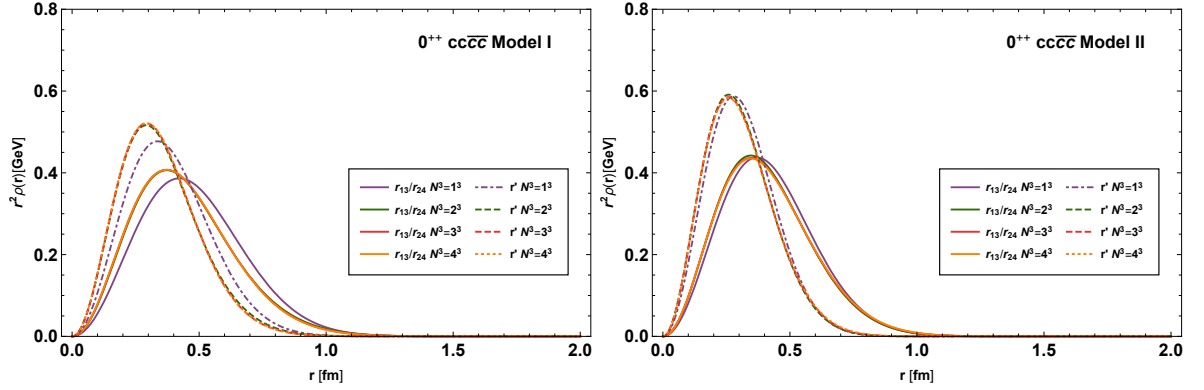 0.8
0.6
0.4
0.2
0.0
r²ρ(r)[GeV]
0⁺⁺ cc\overline{cc} Model I
r₁₃/r₂₄ N³=1³ r' N³=1³
r₁₃/r₂₄ N³=2³ r' N³=2³
r₁₃/r₂₄ N³=3³ r' N³=3³
r₁₃/r₂₄ N³=4³ r' N³=4³
0.0 0.5 1.0 1.5 2.0
r [fm]
0.8
0.6
0.4
0.2
0.0
r²ρ(r)[GeV]
0⁺⁺ cc\overline{cc} Model II
r₁₃/r₂₄ N³=1³ r' N³=1³
r₁₃/r₂₄ N³=2³ r' N³=2³
r₁₃/r₂₄ N³=3³ r' N³=3³
r₁₃/r₂₄ N³=4³ r' N³=4³
0.0 0.5 1.0 1.5 2.0
r [fm]